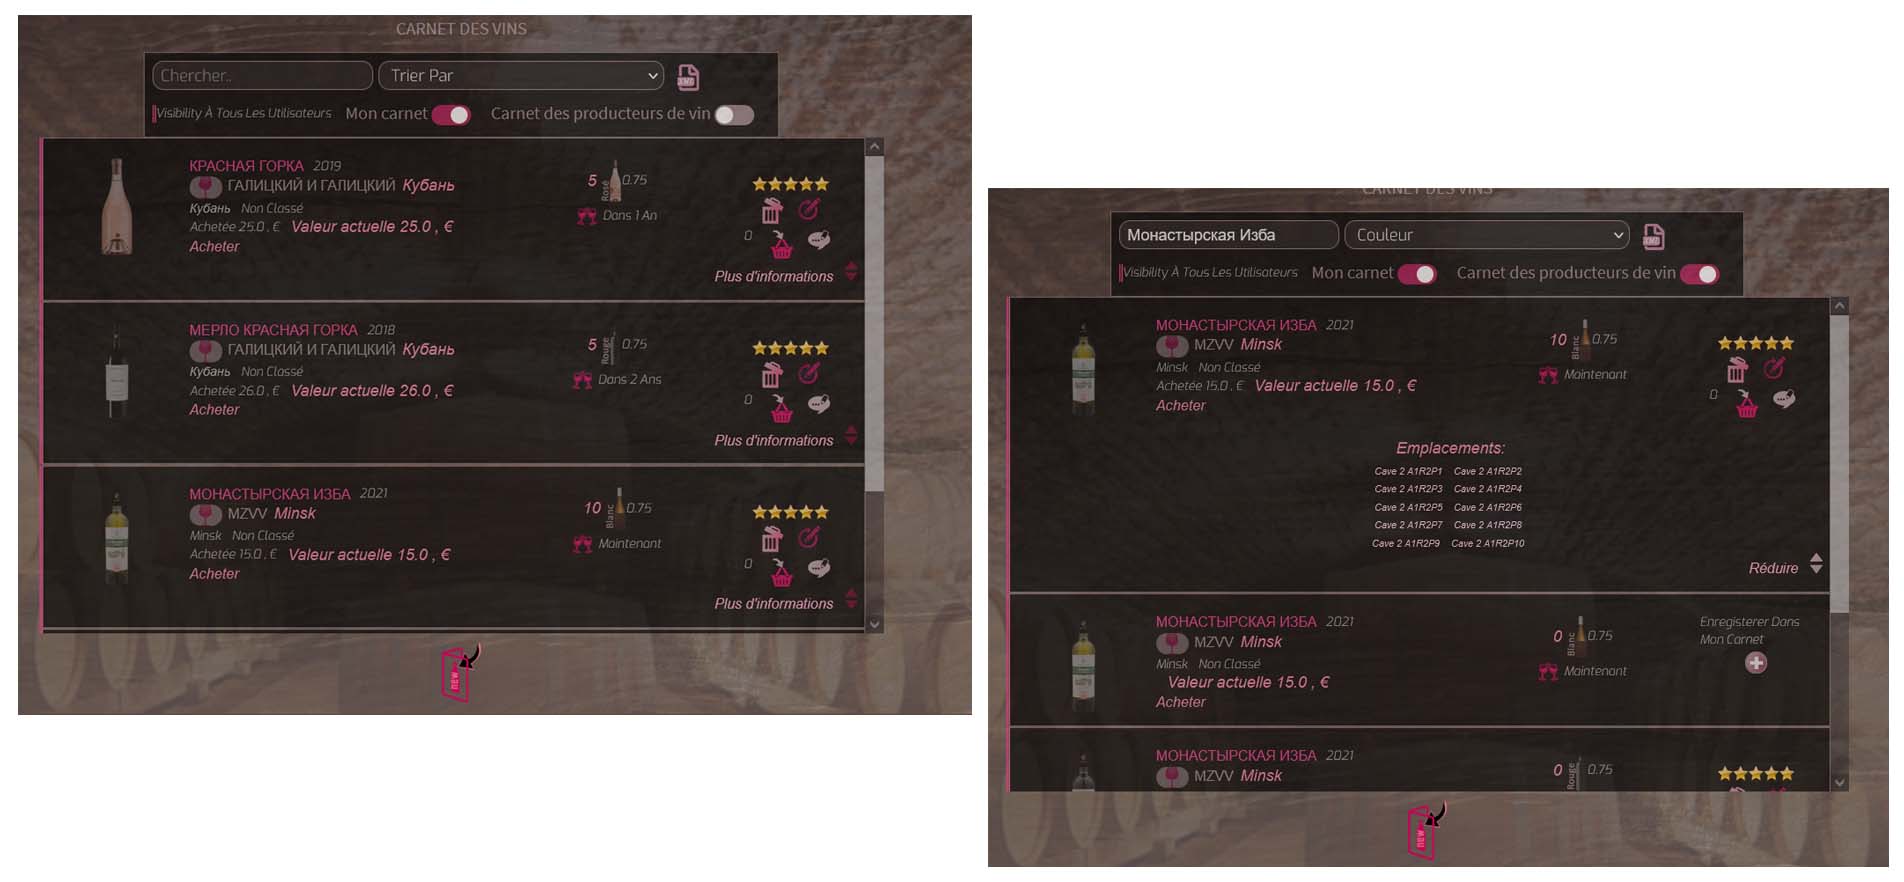 CARNET DES VINS
Chercher..
Trier Par
Visibility À Tous Les Utilisateurs Mon carnet Carnet des producteurs de vin
КРАСНАЯ ГОРКА 2019
ГАЛИЦКИЙ И ГАЛИЦКИЙ Кубань
Кубань Non Classé
Achetée 25.0 , € Valeur actuelle 25.0 , €
Acheter
5 Rosé 0.75
Dans 1 An
0
Plus d'informations
МЕРЛО КРАСНАЯ ГОРКА 2018
ГАЛИЦКИЙ И ГАЛИЦКИЙ Кубань
Кубань Non Classé
Achetée 26.0 , € Valeur actuelle 26.0 , €
Acheter
5 Rouge 0.75
Dans 2 Ans
0
Plus d'informations
МОНАСТЫРСКАЯ ИЗБА 2021
MZVV Minsk
Minsk Non Classé
Achetée 15.0 , € Valeur actuelle 15.0 , €
Acheter
10 Blanc 0.75
Maintenant
0
Plus d'informations
new
CARNET DES VINS
Монастырская Изба
Couleur
Visibility À Tous Les Utilisateurs Mon carnet Carnet des producteurs de vin
МОНАСТЫРСКАЯ ИЗБА 2021
MZVV Minsk
Minsk Non Classé
Achetée 15.0 , € Valeur actuelle 15.0 , €
Acheter
10 Blanc 0.75
Maintenant
0
Emplacements:
Cave 2 A1R2P1 Cave 2 A1R2P2
Cave 2 A1R2P3 Cave 2 A1R2P4
Cave 2 A1R2P5 Cave 2 A1R2P6
Cave 2 A1R2P7 Cave 2 A1R2P8
Cave 2 A1R2P9 Cave 2 A1R2P10
Réduire
МОНАСТЫРСКАЯ ИЗБА 2021
MZVV Minsk
Minsk Non Classé
Valeur actuelle 15.0 , €
Acheter
0 Blanc 0.75
Maintenant
Enregisterer Dans
Mon Carnet
МОНАСТЫРСКАЯ ИЗБА 2021
MZVV Minsk
0 Rouge 0.75
new